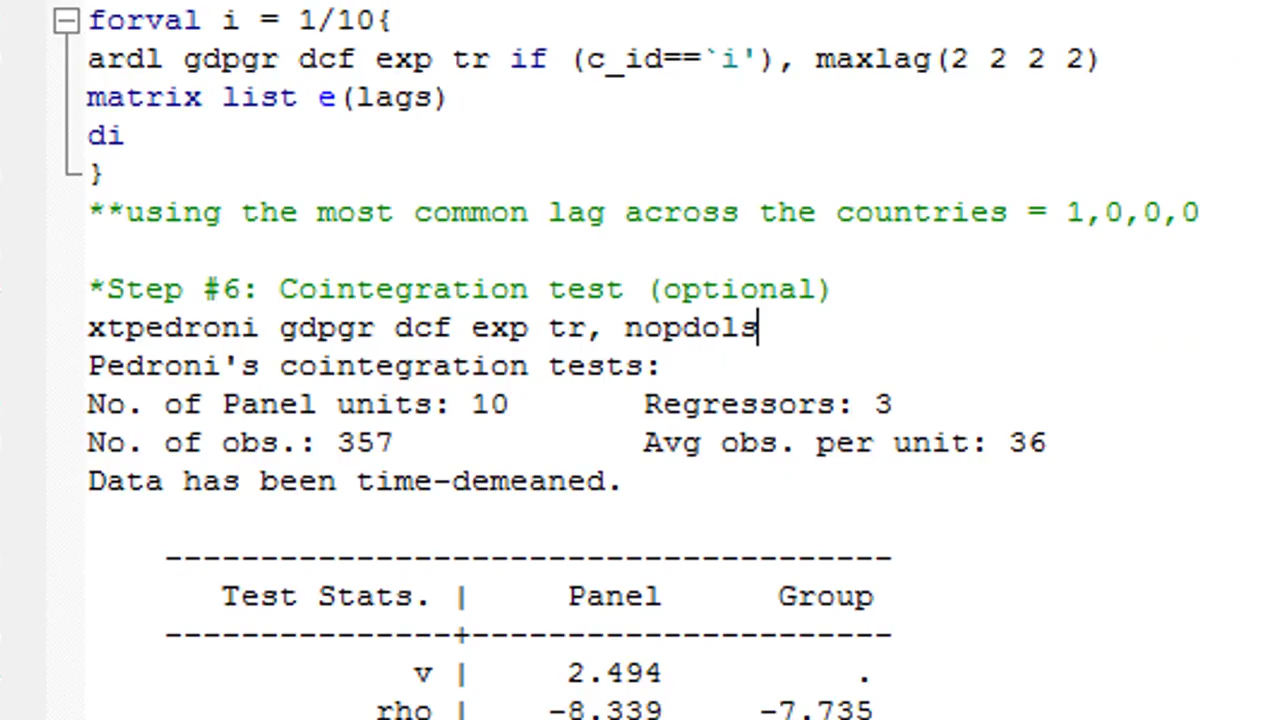 forval i = 1/10{
ardl gdpgr dcf exp tr if (c_id==`i'), maxlag(2 2 2 2)
matrix list e(lags)
di
}
**using the most common lag across the countries = 1,0,0,0
*Step #6: Cointegration test (optional)
xtpedroni gdpgr dcf exp tr, nopdols
Pedroni's cointegration tests:
No. of Panel units: 10 Regressors: 3
No. of obs.: 357 Avg obs. per unit: 36
Data has been time-demeaned.
--------------------------------------
Test Stats. | Panel Group
---------------+----------------------
v | 2.494 .
rho | -8.339 -7.735